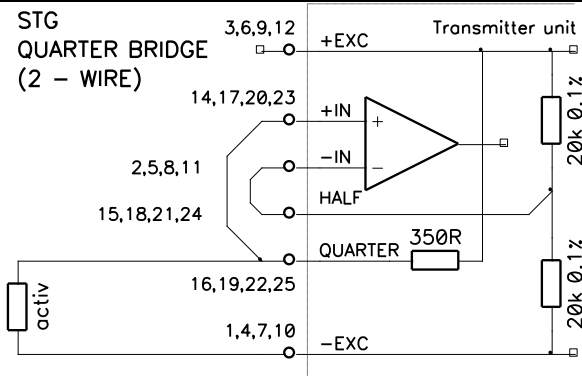 STG
QUARTER BRIDGE
(2 - WIRE)
3,6,9,12
+EXC
Transmitter unit
14,17,20,23
+IN
+
20k 0.1%
2,5,8,11
-IN
-
15,18,21,24
HALF
QUARTER
350R
16,19,22,25
activ
20k 0.1%
1,4,7,10
-EXC